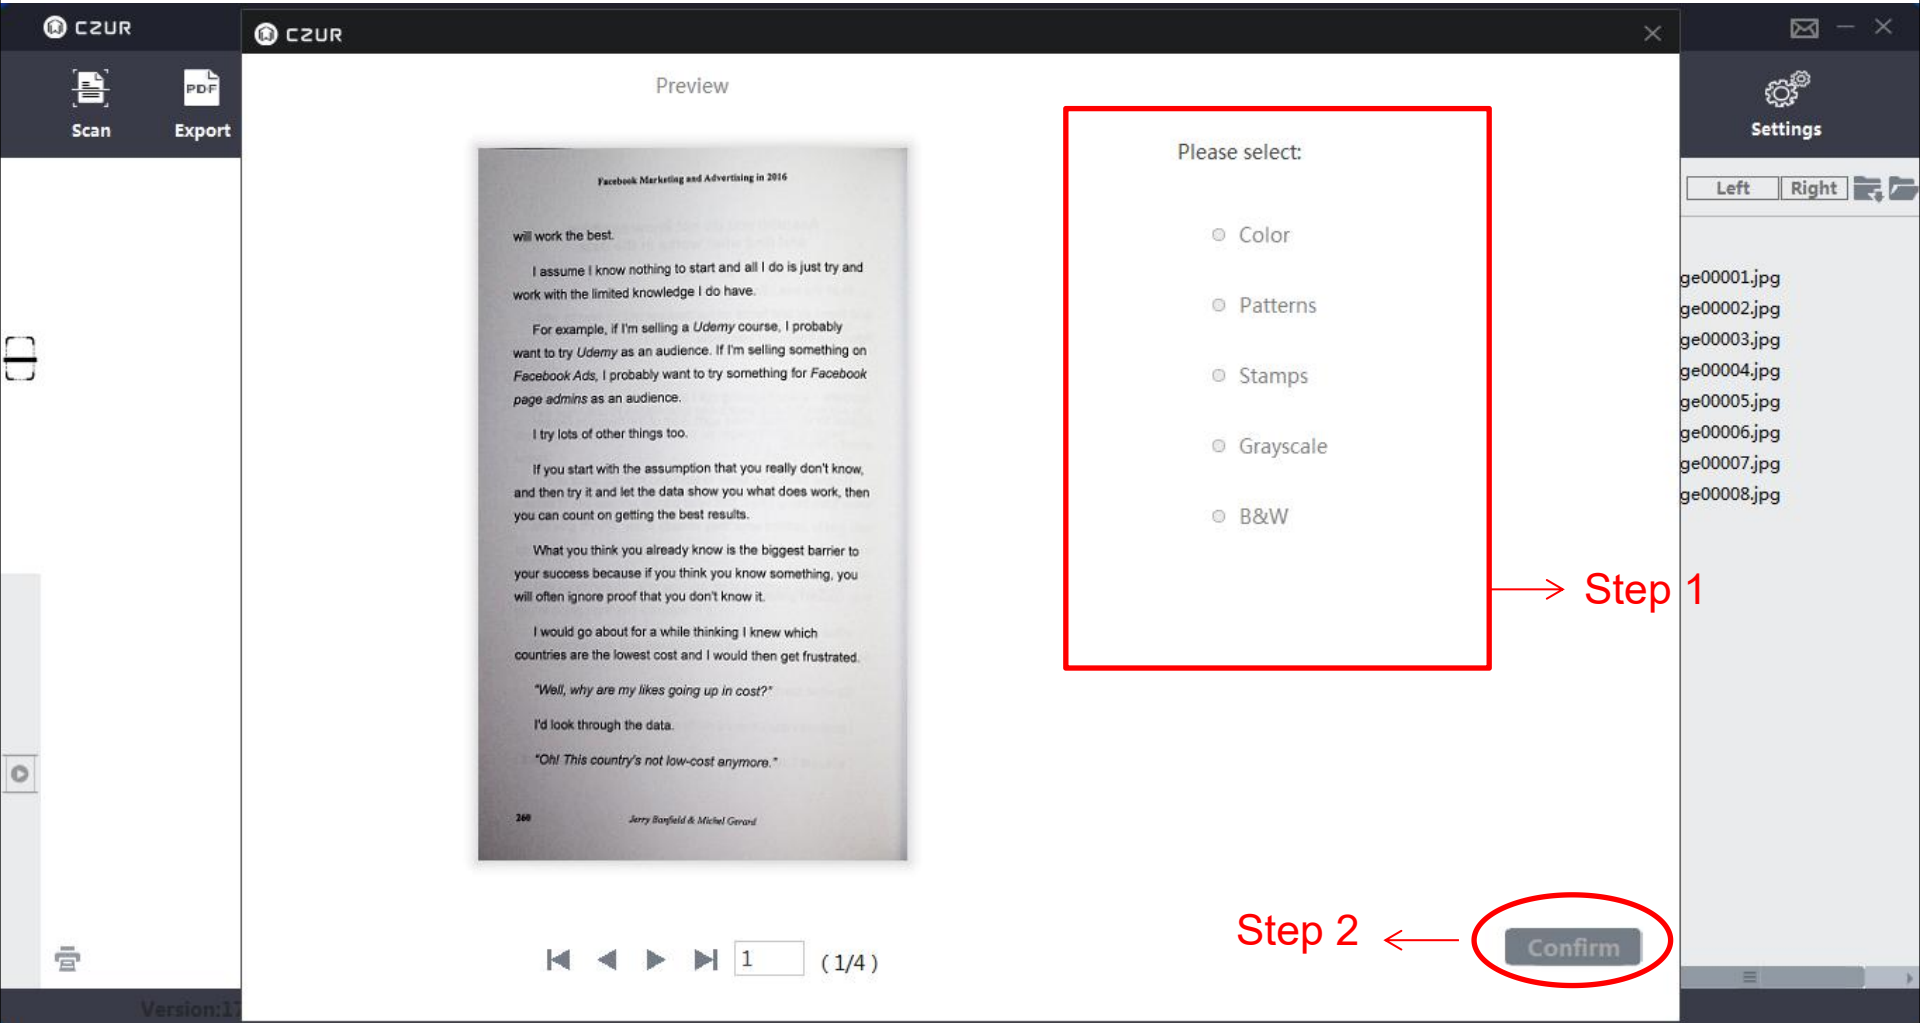 CZUR
CZUR
Scan
PDF
Export
Settings
Preview
Facebook Marketing and Advertising in 2016
will work the best.
I assume I know nothing to start and all I do is just try and
work with the limited knowledge I do have.
For example, if I'm selling a Udemy course, I probably
want to try Udemy as an audience. If I'm selling something on
Facebook Ads, I probably want to try something for Facebook
page admins as an audience.
I try lots of other things too.
If you start with the assumption that you really don't know,
and then try it and let the data show you what does work, then
you can count on getting the best results.
What you think you already know is the biggest barrier to
your success because if you think you know something, you
will often ignore proof that you don't know it.
I would go about for a while thinking I knew which
countries are the lowest cost and I would then get frustrated.
"Well, why are my likes going up in cost?"
I'd look through the data.
"Oh! This country's not low-cost anymore."
260
Jerry Banfield & Michel Gerard
1
(1/4)
Please select:
Color
Patterns
Stamps
Grayscale
B&W
Step 1
Step 2
Confirm
Left
Right
ge00001.jpg
ge00002.jpg
ge00003.jpg
ge00004.jpg
ge00005.jpg
ge00006.jpg
ge00007.jpg
ge00008.jpg
Version:17